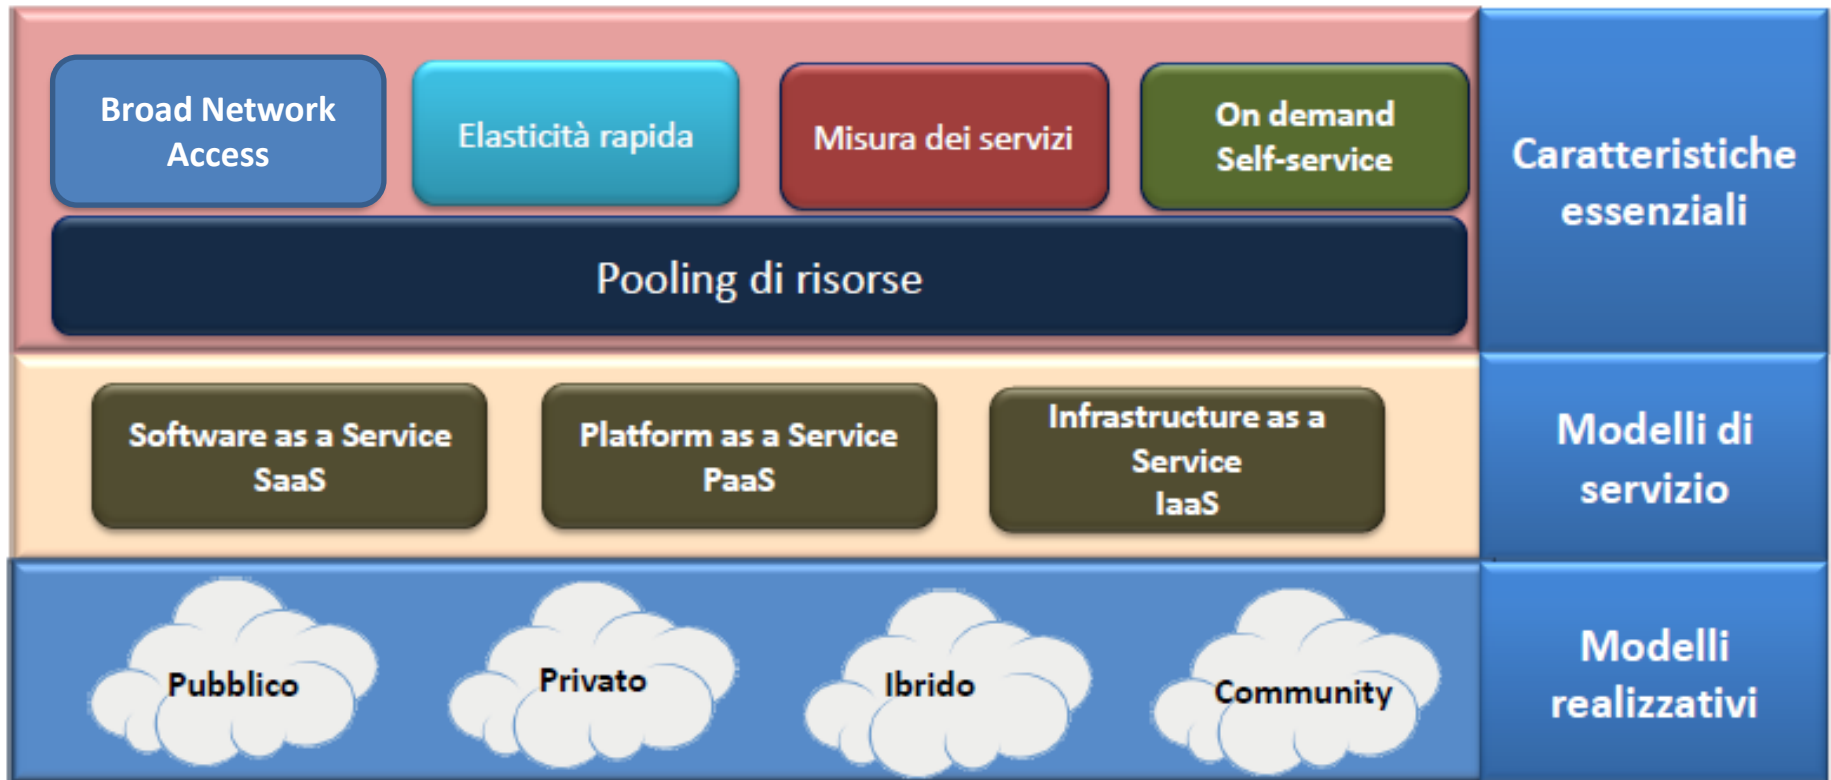 Broad Network
Access
Elasticità rapida
Misura dei servizi
On demand
Self-service
Pooling di risorse
Caratteristiche
essenziali
Software as a Service
SaaS
Platform as a Service
PaaS
Infrastructure as a
Service
IaaS
Modelli di
servizio
Pubblico
Privato
Ibrido
Community
Modelli
realizzativi